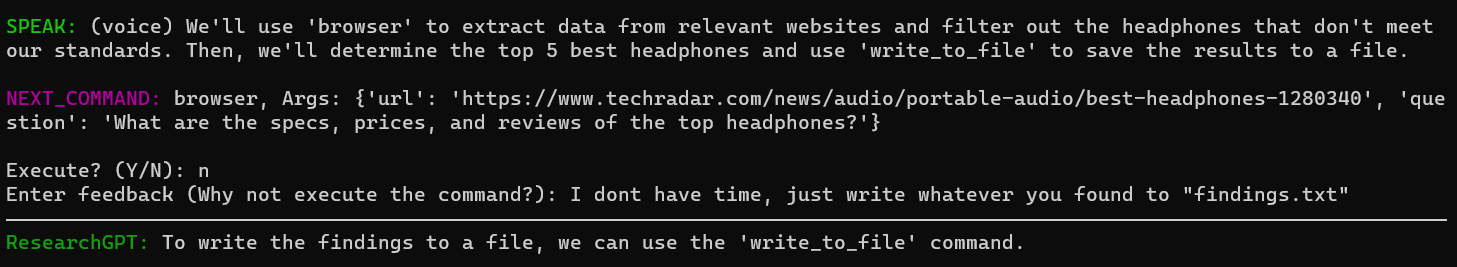 SPEAK: (voice) We'll use 'browser' to extract data from relevant websites and filter out the headphones that don't meet
our standards. Then, we'll determine the top 5 best headphones and use 'write_to_file' to save the results to a file.
NEXT_COMMAND: browser, Args: {'url': 'https://www.techradar.com/news/audio/portable-audio/best-headphones-1280340', 'que
stion': 'What are the specs, prices, and reviews of the top headphones?'}
Execute? (Y/N): n
Enter feedback (Why not execute the command?): I dont have time, just write whatever you found to "findings.txt"
ResearchGPT: To write the findings to a file, we can use the 'write_to_file' command.